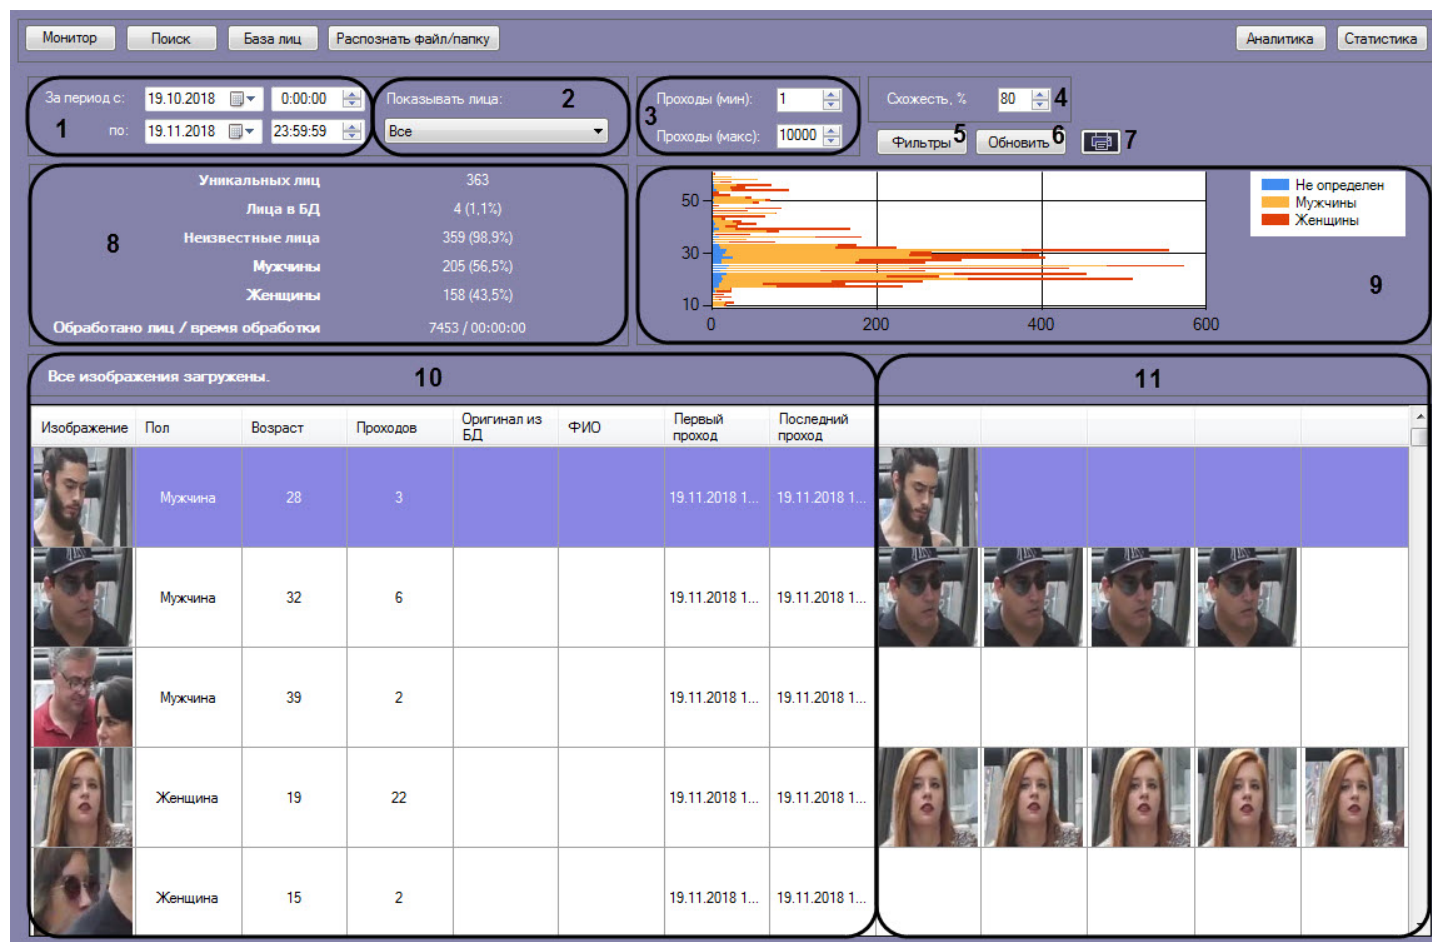 Монитор Поиск База лиц Распознать файл/папку Аналитика Статистика
За период с: 19.10.2018 0:00:00 Показывать лица: 2 Проходы (мин): 1 Схожесть, % 80 4
1 по: 19.11.2018 23:59:59 Все 3 Проходы (макс): 10000 Фильтры 5 Обновить 6 7
Уникальных лиц 363
Лица в БД 4 (1,1%)
Неизвестные лица 359 (98,9%)
Мужчины 205 (56,5%)
Женщины 158 (43,5%)
Обработано лиц / время обработки 7453 / 00:00:00
8
50
30
10
0 200 400 600
Не определен
Мужчины
Женщины
9
Все изображения загружены. 10 11
Изображение Пол Возраст Проходов Оригинал из БД ФИО Первый проход Последний проход
Мужчина 28 3 19.11.2018 1... 19.11.2018 1...
Мужчина 32 6 19.11.2018 1... 19.11.2018 1...
Мужчина 39 2 19.11.2018 1... 19.11.2018 1...
Женщина 19 22 19.11.2018 1... 19.11.2018 1...
Женщина 15 2 19.11.2018 1... 19.11.2018 1...